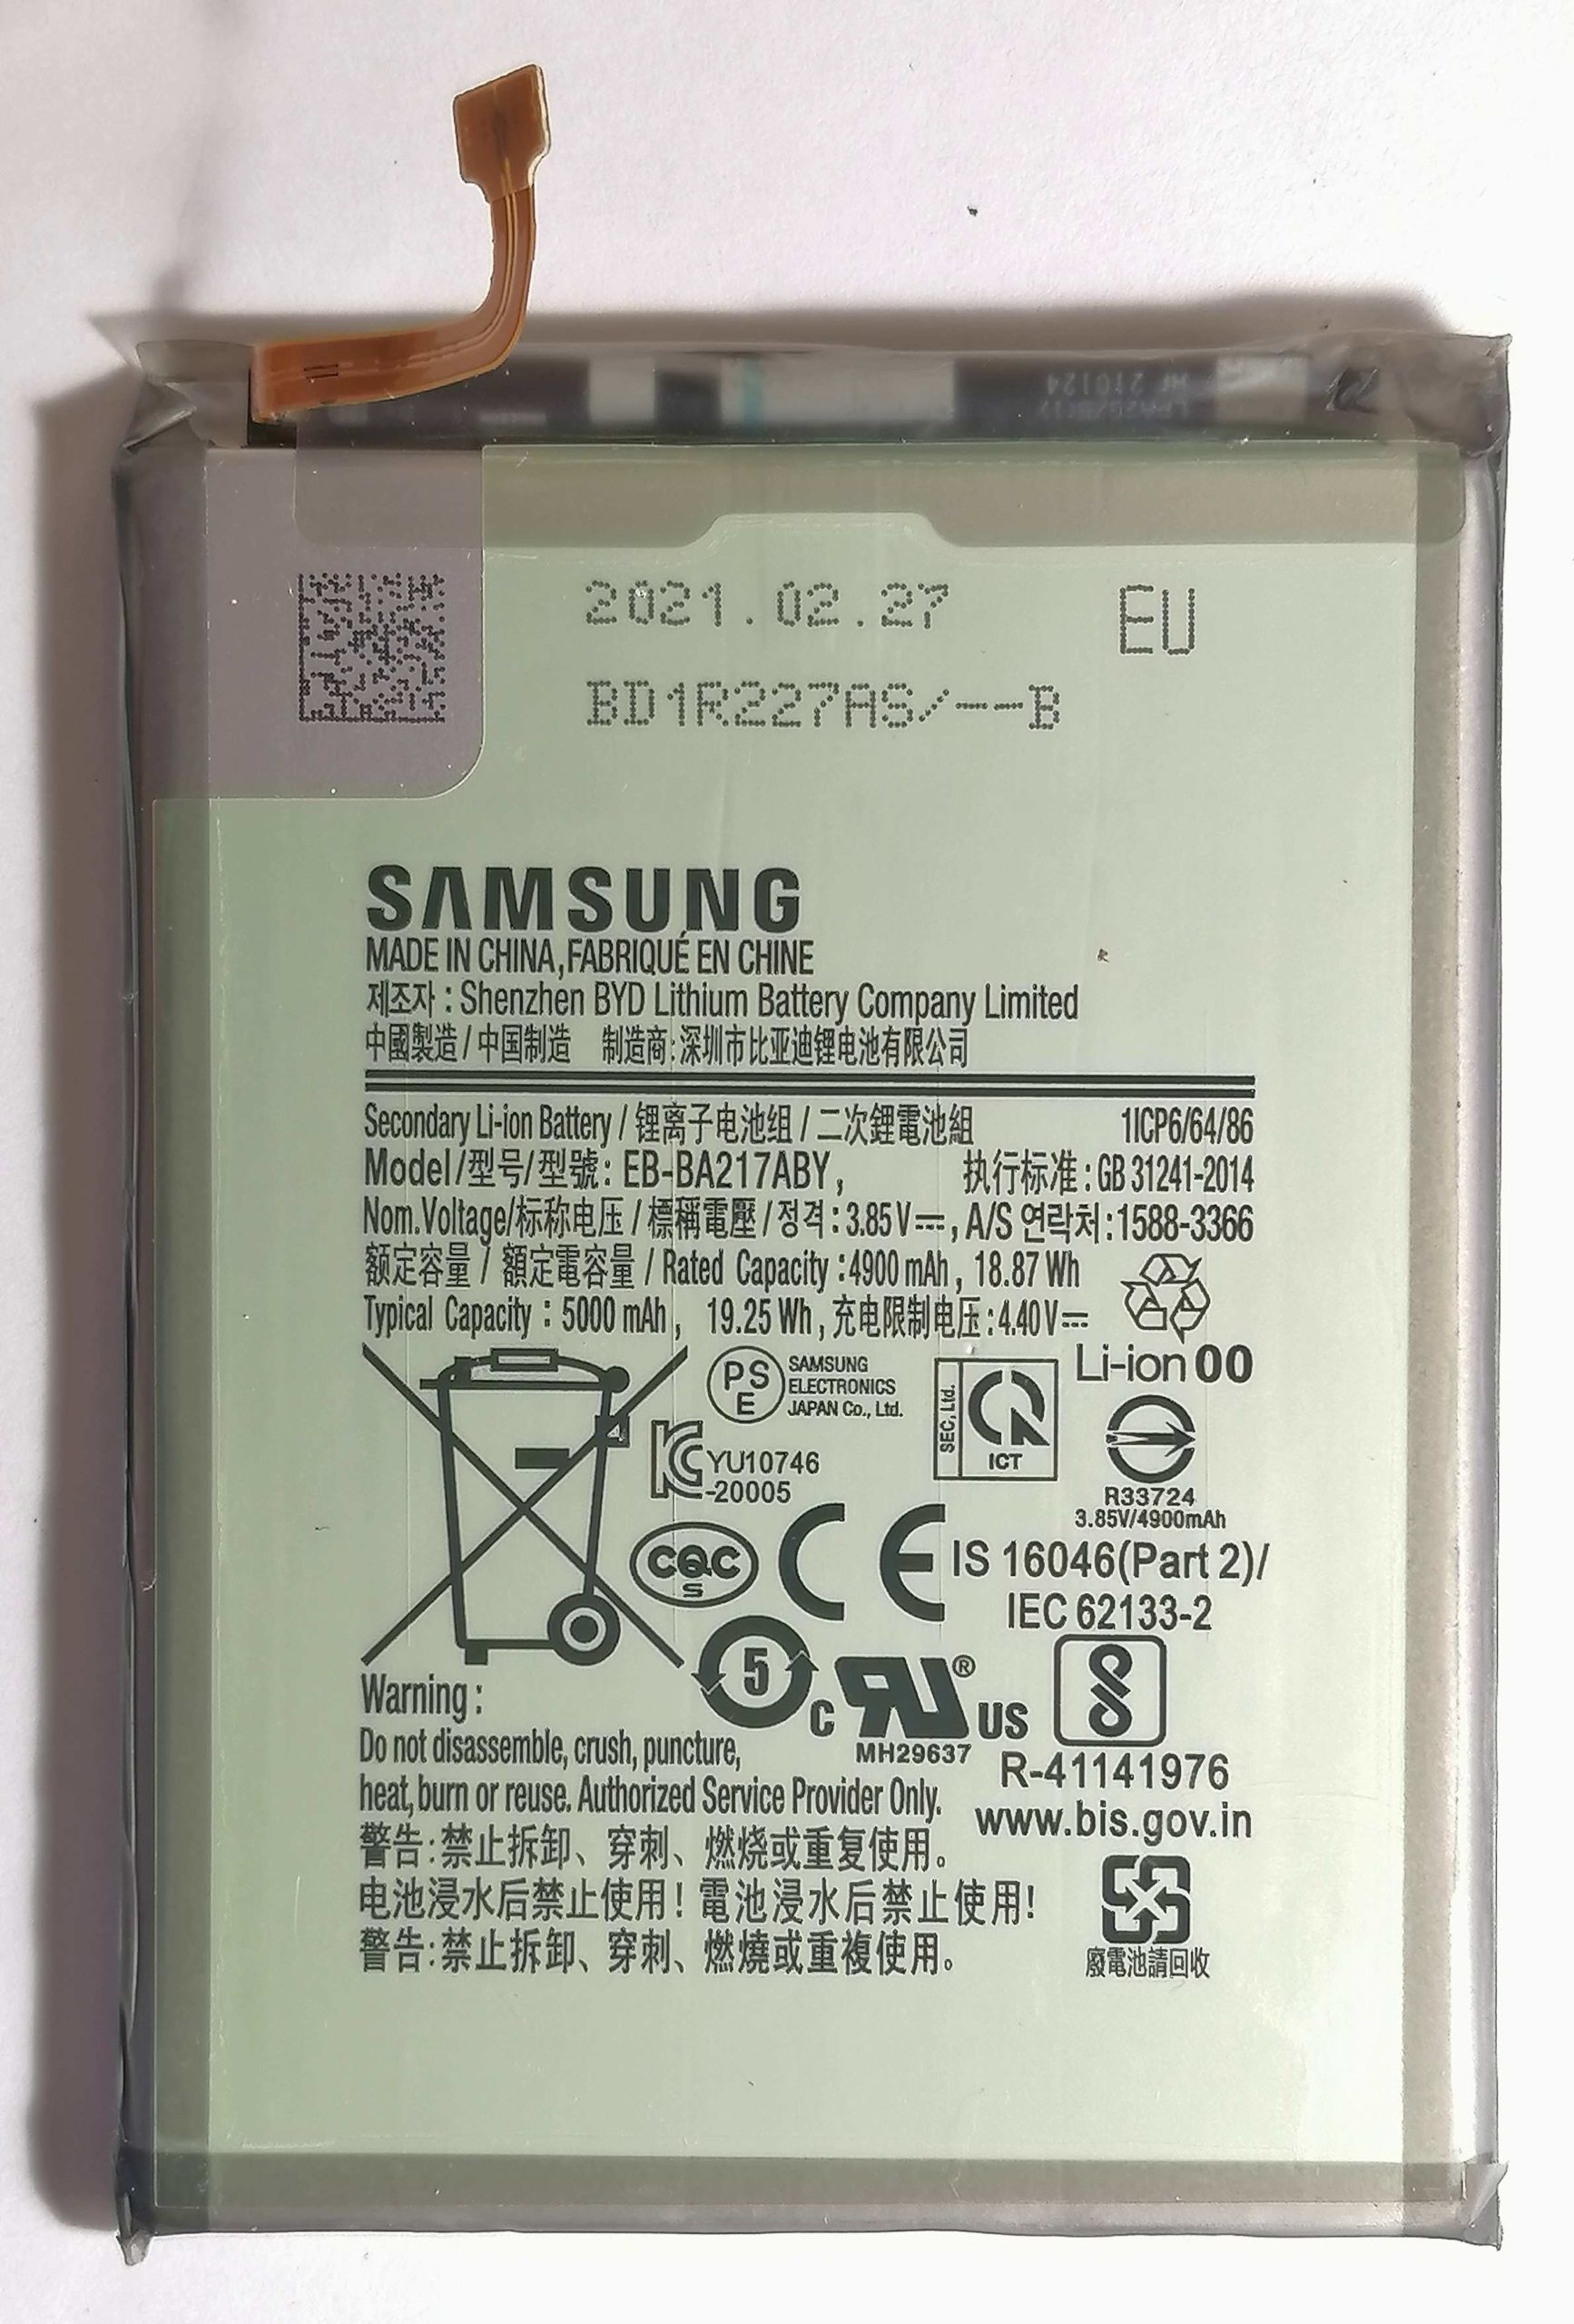 HF 210124
2021.02.27 EU
BD1R227AS/--B
SAMSUNG
MADE IN CHINA,FABRIQUÉ EN CHINE
제조자 : Shenzhen BYD Lithium Battery Company Limited
中國製造 / 中国制造 制造商:深圳市比亚迪锂电池有限公司
Secondary Li-ion Battery / 锂离子电池组 / 二次鋰電池組 1ICP6/64/86
Model/型号/型號: EB-BA217ABY, 执行标准: GB 31241-2014
Nom.Voltage/标称电压 / 標稱電壓 / 정격 : 3.85V⎓, A/S 연락처:1588-3366
额定容量 / 額定電容量 / Rated Capacity :4900 mAh , 18.87 Wh
Typical Capacity : 5000 mAh , 19.25 Wh , 充电限制电压:4.40V⎓
Li-ion 00
PS
E
SAMSUNG
ELECTRONICS
JAPAN Co., Ltd.
SEC, Ltd.
ICT
YU10746
-20005
R33724
3.85V/4900mAh
CQC
S
CE
IS 16046(Part 2)/
IEC 62133-2
5
c RU ® US
MH29637
R-41141976
www.bis.gov.in
Warning :
Do not disassemble, crush, puncture,
heat, burn or reuse. Authorized Service Provider Only.
警告:禁止拆卸、穿刺、燃烧或重复使用。
电池浸水后禁止使用! 電池浸水后禁止使用!
警告:禁止拆卸、穿刺、燃燒或重複使用。
廢電池請回收